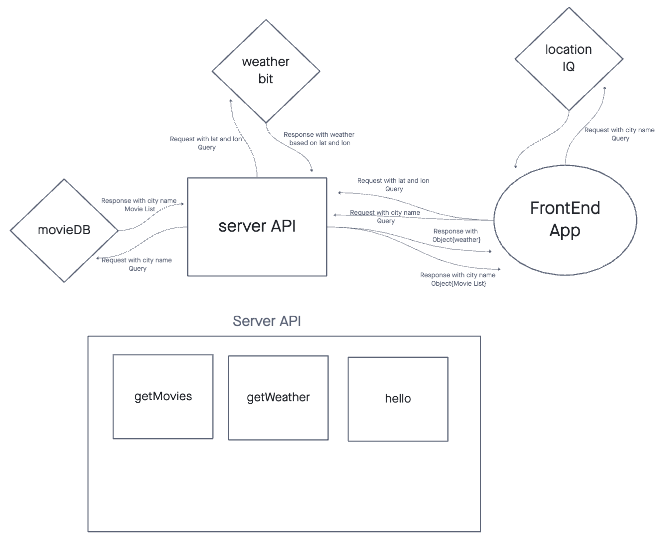 weather
bit
location
IQ
Request with lat and lon
Query
Response with weather
based on lat and lon
Request with city name
Query
movieDB
Response with city name
Movie List
Request with city name
Query
server API
Request with lat and lon
Query
Request with city name
Query
Response with
Object{weather}
Response with city name
Object{Movie List}
FrontEnd
App
Server API
getMovies
getWeather
hello